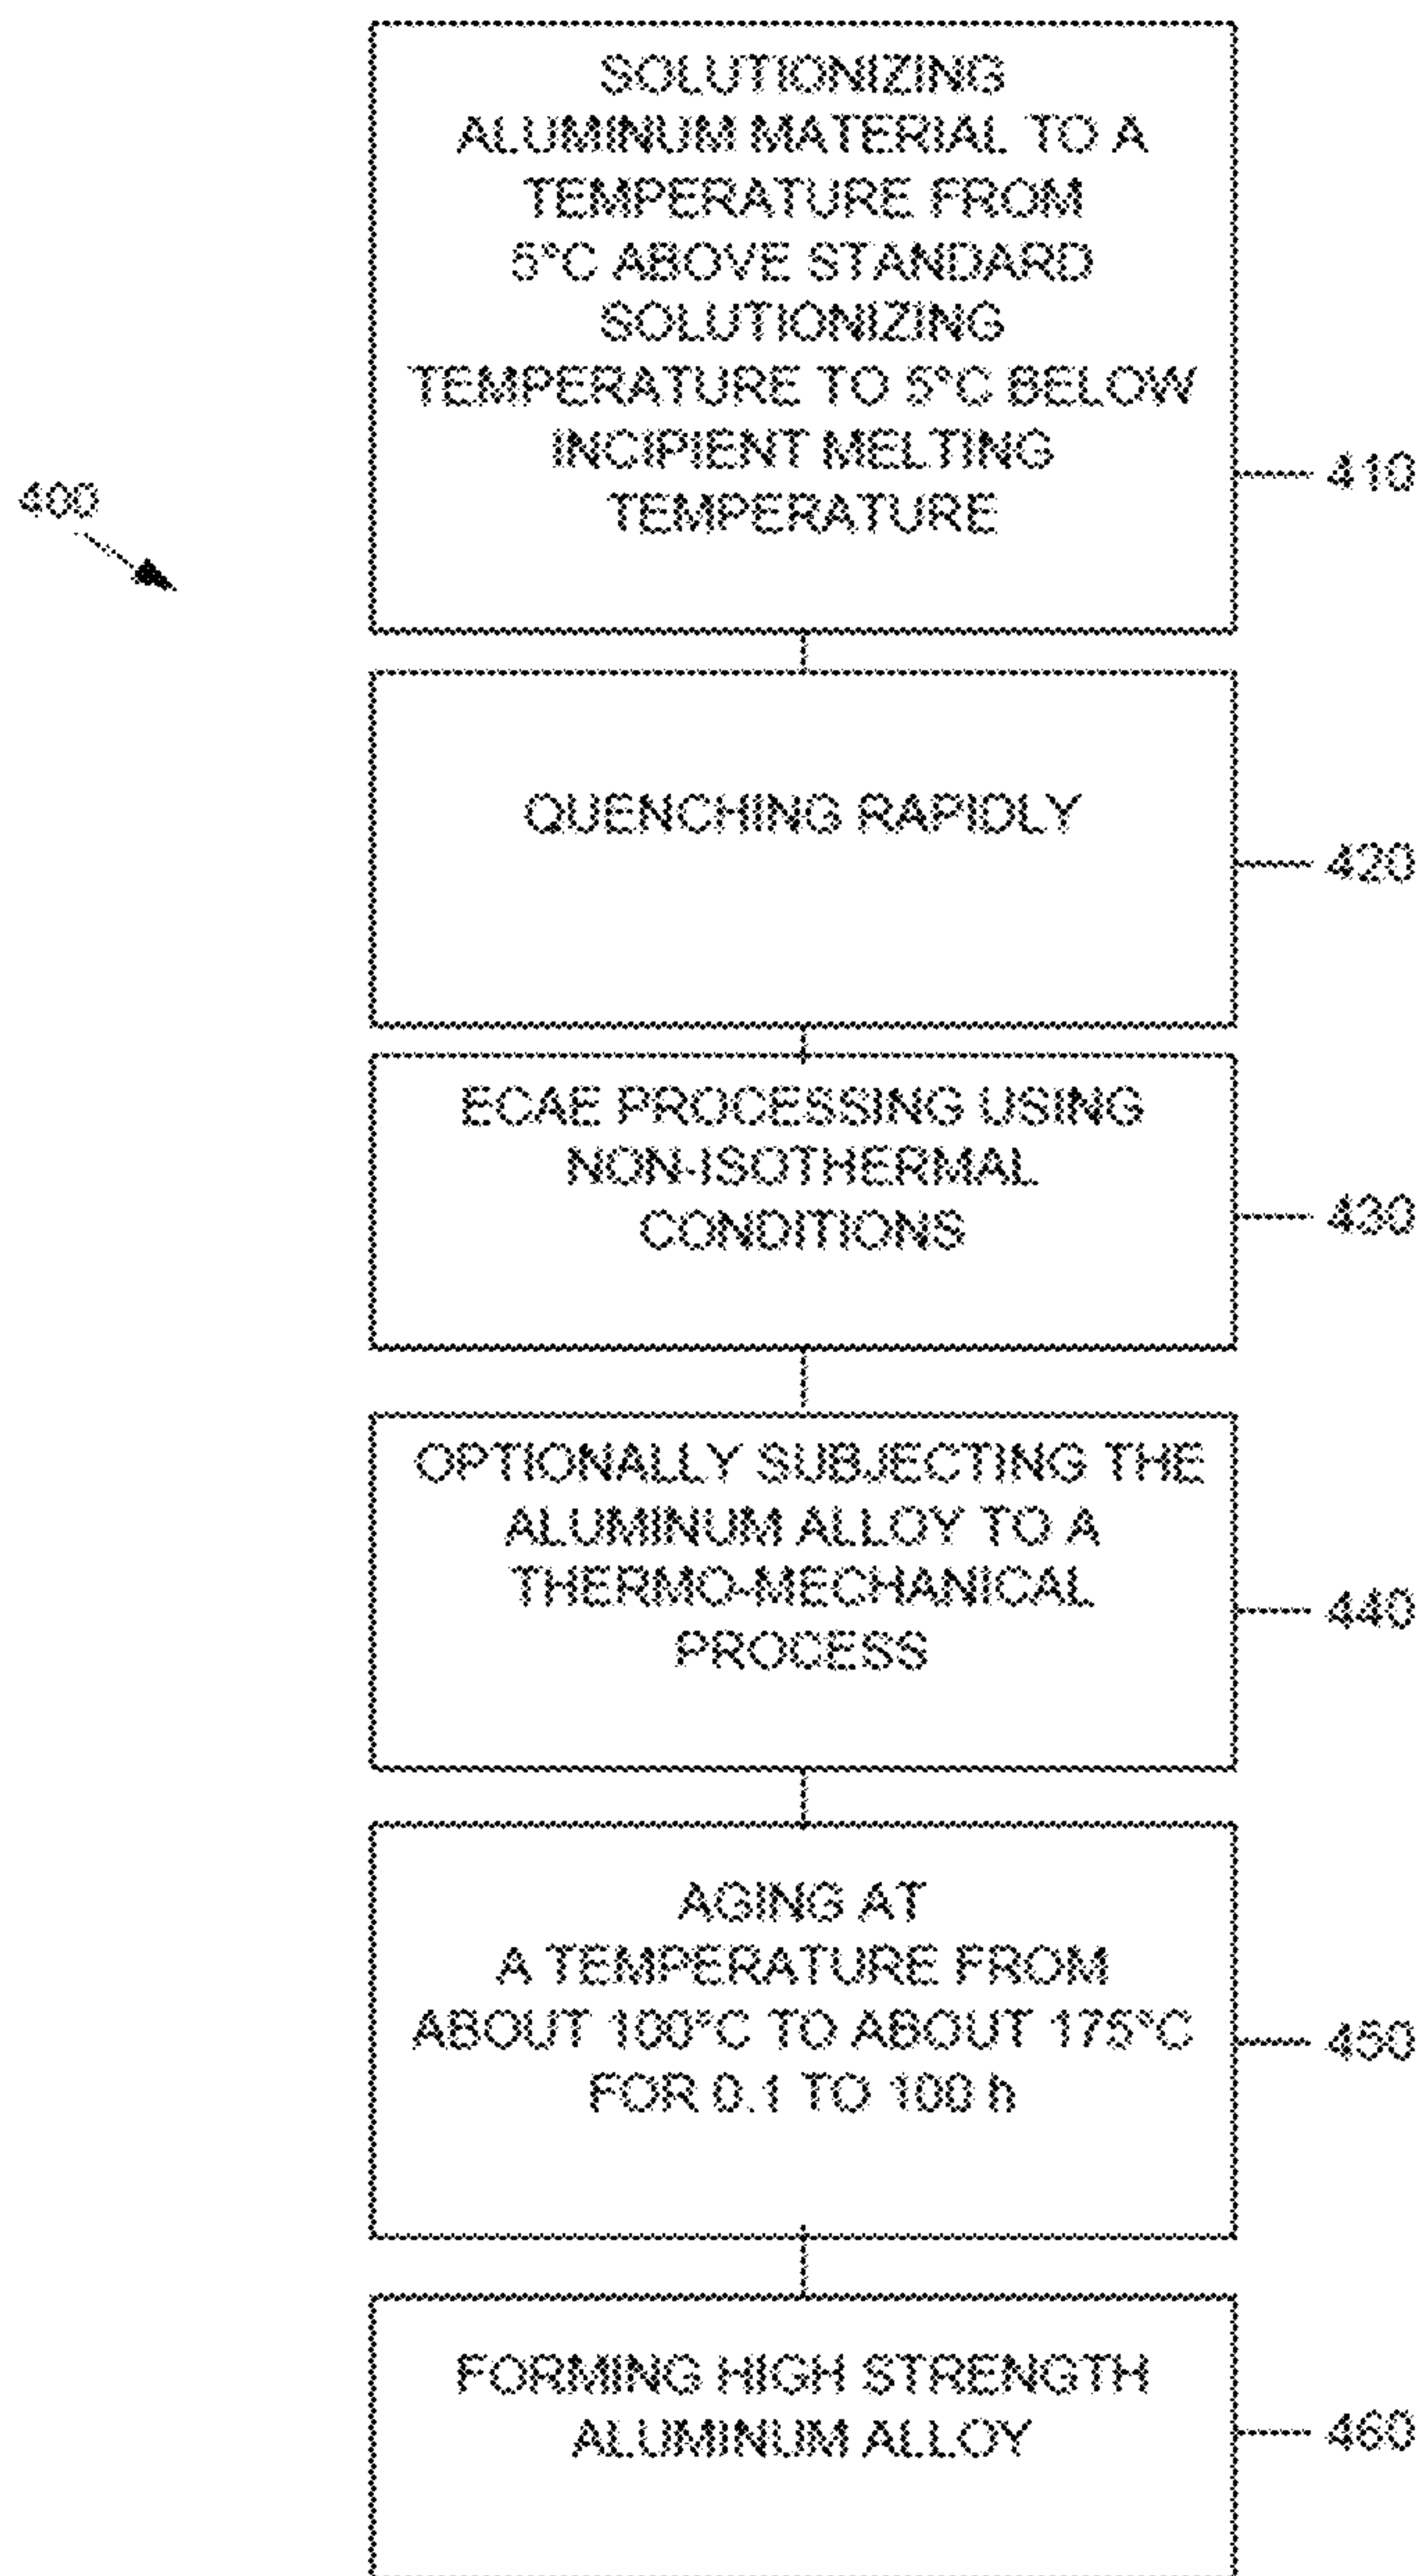 SOLUTIONIZING
ALUMINUM MATERIAL TO A
TEMPERATURE FROM
5°C ABOVE STANDARD
SOLUTIONIZING
TEMPERATURE TO 5°C BELOW
INCIPIENT MELTING
TEMPERATURE
410
400
QUENCHING RAPIDLY
420
ECAE PROCESSING USING
NON-ISOTHERMAL
CONDITIONS
430
OPTIONALLY SUBJECTING THE
ALUMINUM ALLOY TO A
THERMO-MECHANICAL
PROCESS
440
AGING AT
A TEMPERATURE FROM
ABOUT 100°C TO ABOUT 175°C
FOR 0.1 TO 100 h
450
FORMING HIGH STRENGTH
ALUMINUM ALLOY
460